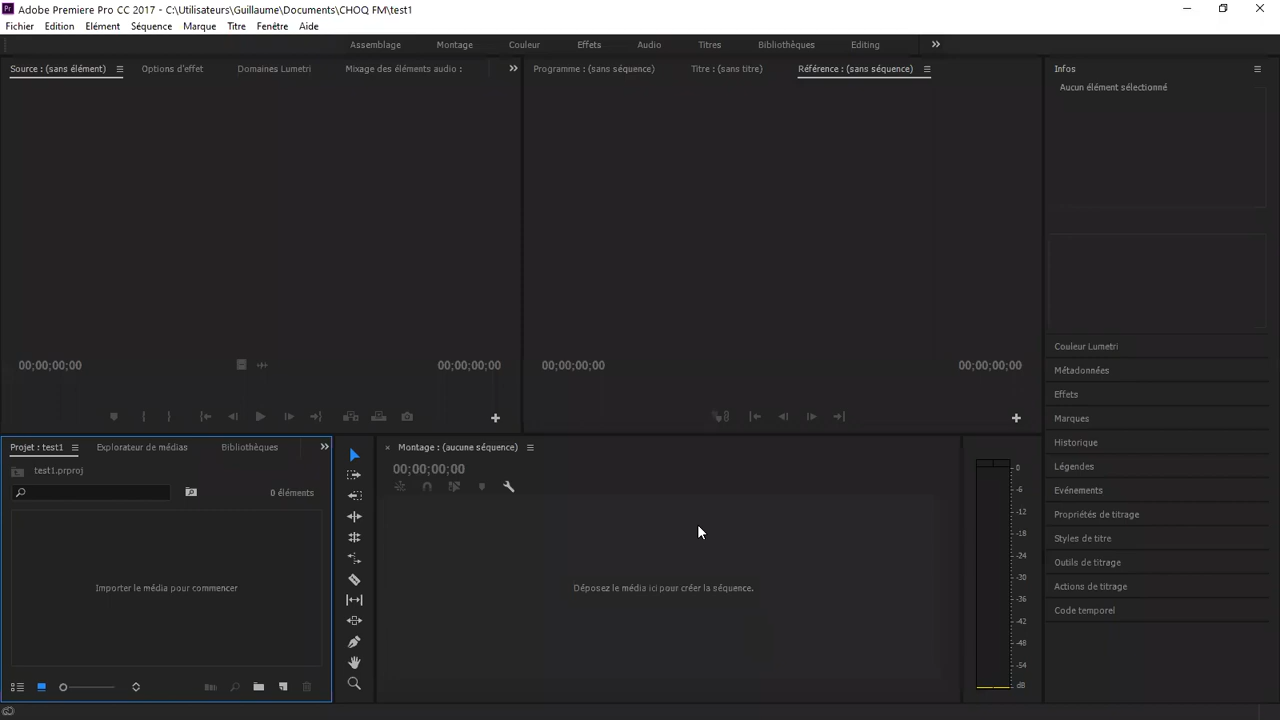 Adobe Premiere Pro CC 2017 - C:\Utilisateurs\Guillaume\Documents\CHOQ FM\test1
Fichier Edition Elément Séquence Marque Titre Fenêtre Aide
Assemblage Montage Couleur Effets Audio Titres Bibliothèques Editing
Source : (sans élément) Options d'effet Domaines Lumetri Mixage des éléments audio :
Programme : (sans séquence) Titre : (sans titre) Référence : (sans séquence)
Infos
Aucun élément sélectionné
00;00;00;00 00;00;00;00
00;00;00;00 00;00;00;00
Couleur Lumetri
Métadonnées
Effets
Marques
Historique
Légendes
Evénements
Propriétés de titrage
Styles de titre
Outils de titrage
Actions de titrage
Code temporel
Projet : test1 Explorateur de médias Bibliothèques
test1.prproj
0 éléments
Importer le média pour commencer
Montage : (aucune séquence)
00;00;00;00
Déposez le média ici pour créer la séquence.
0
-6
-12
-18
-24
-30
-36
-42
-48
-54
dB